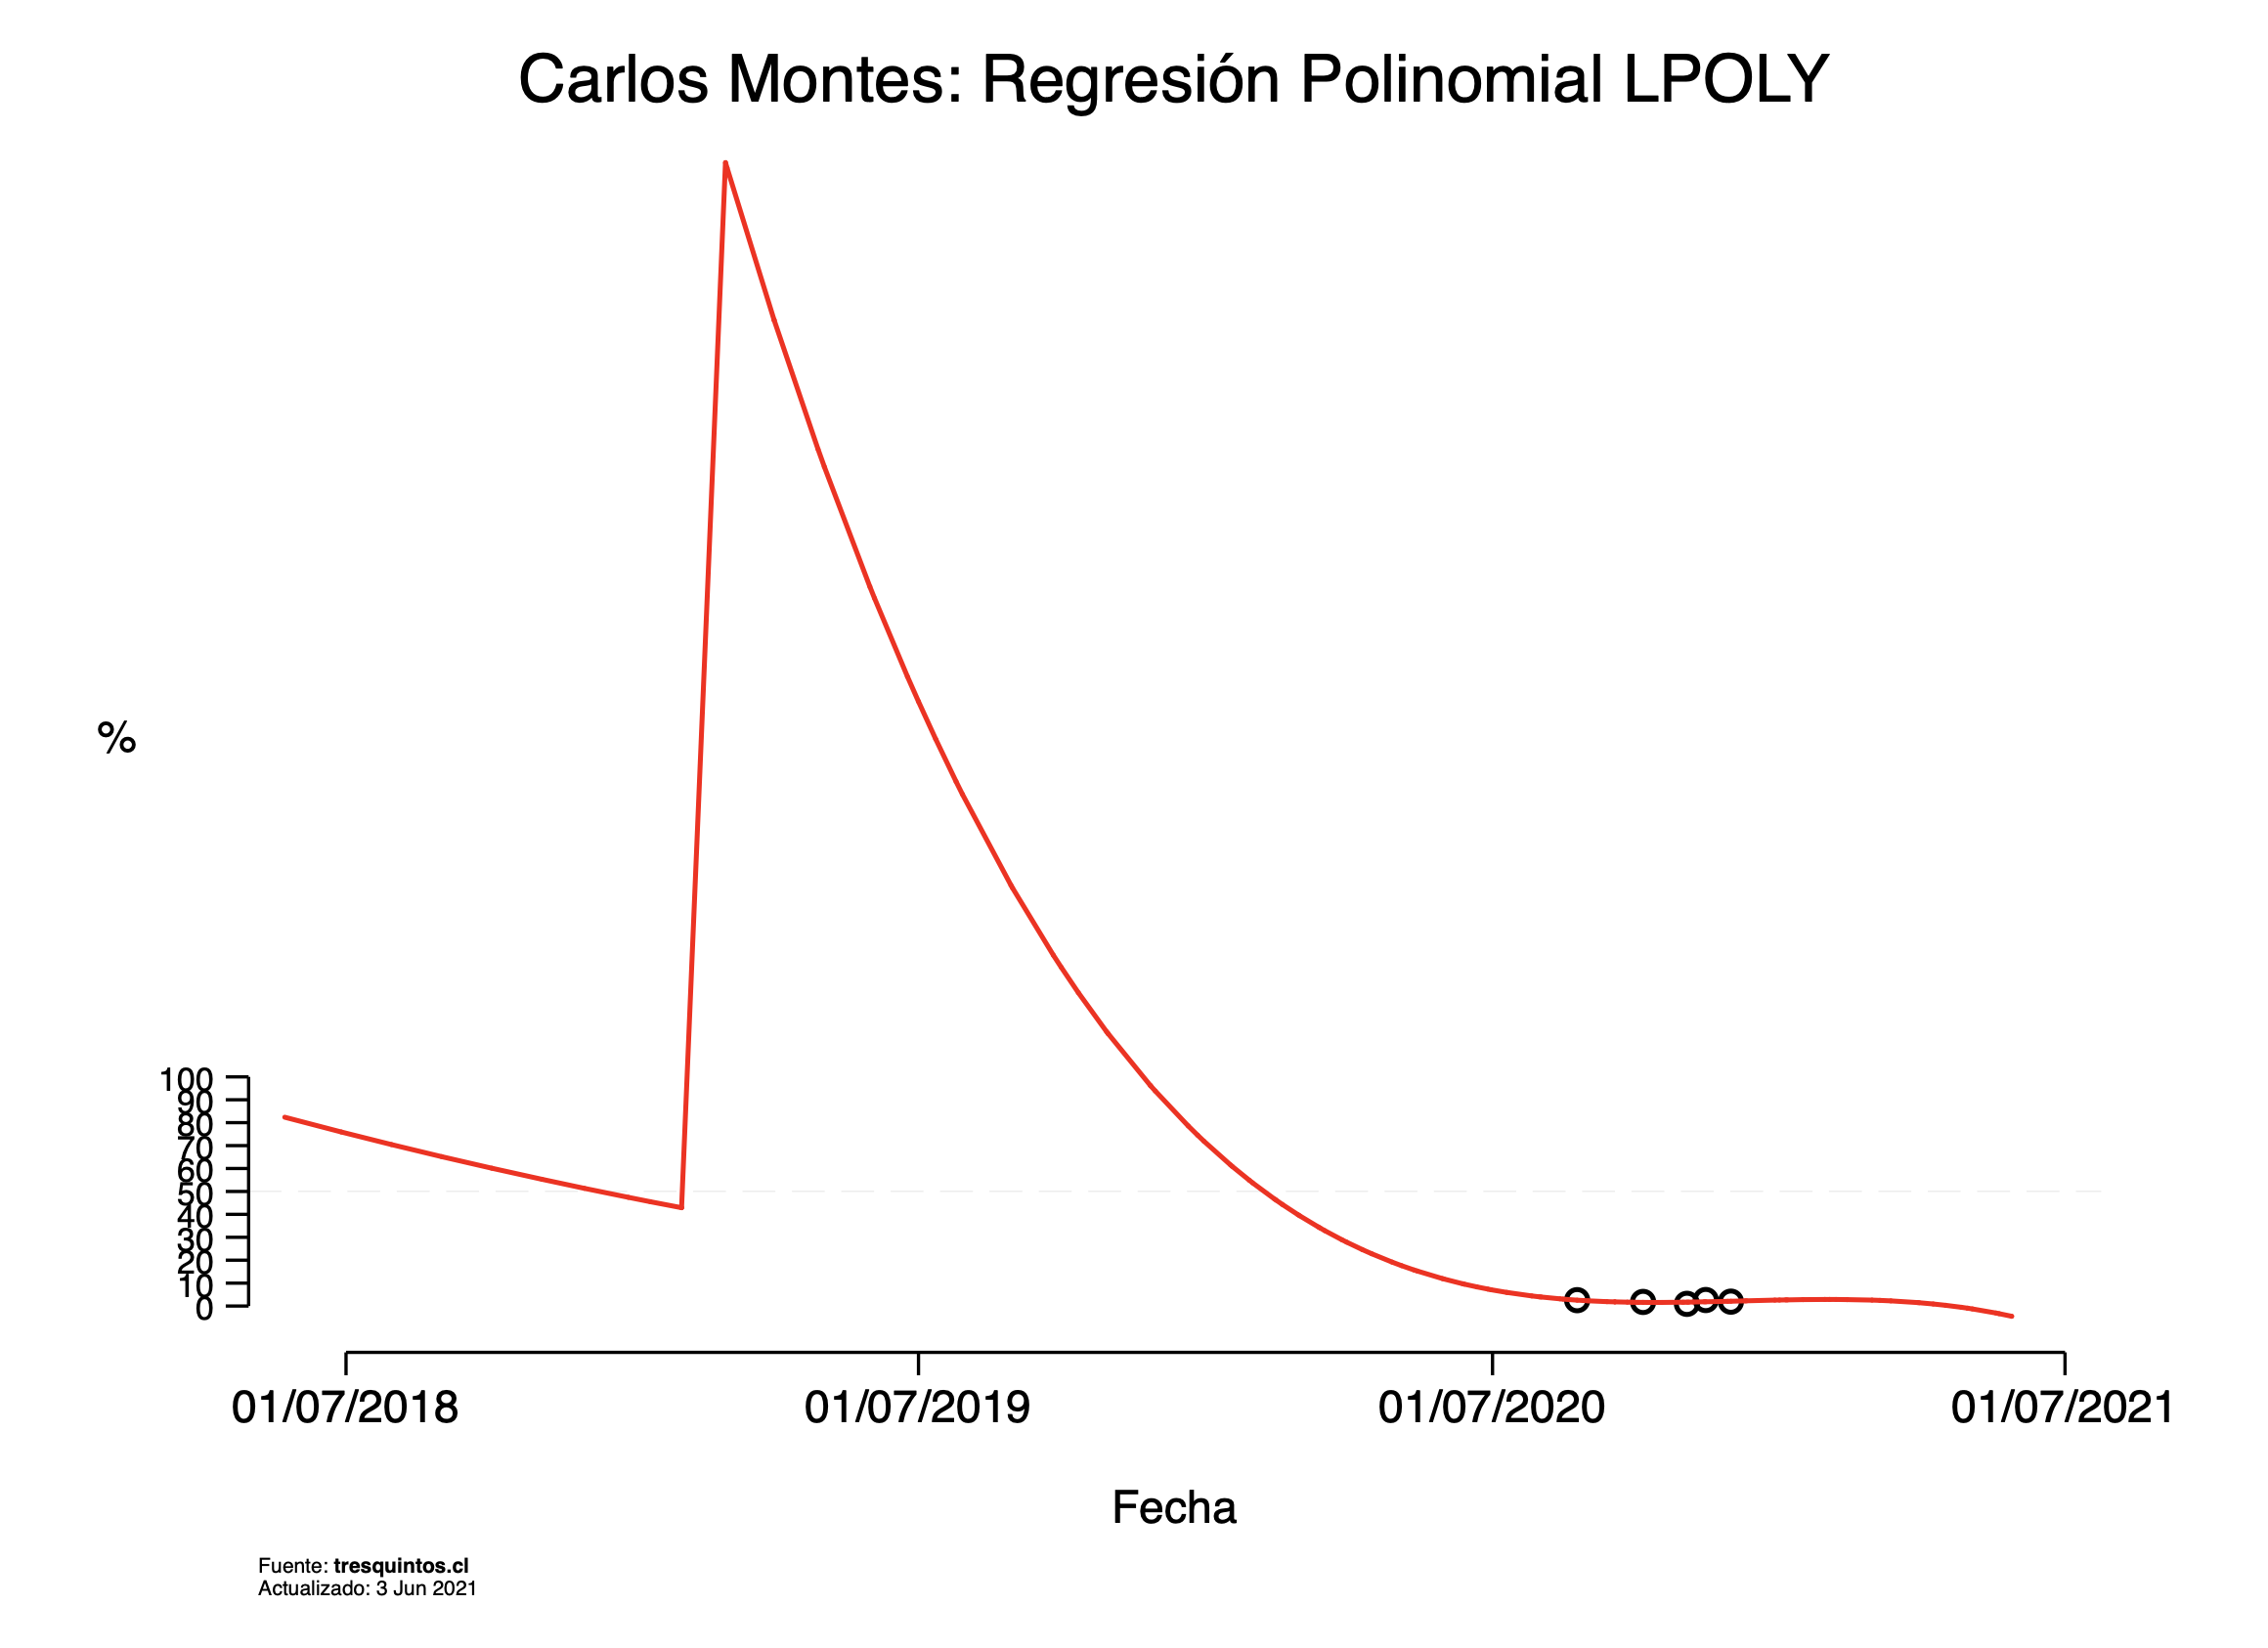 Carlos Montes: Regresión Polinomial LPOLY
%
100
90
80
70
60
50
40
30
20
10
0
01/07/2018 01/07/2019 01/07/2020 01/07/2021
Fecha
Fuente: tresquintos.cl
Actualizado: 3 Jun 2021